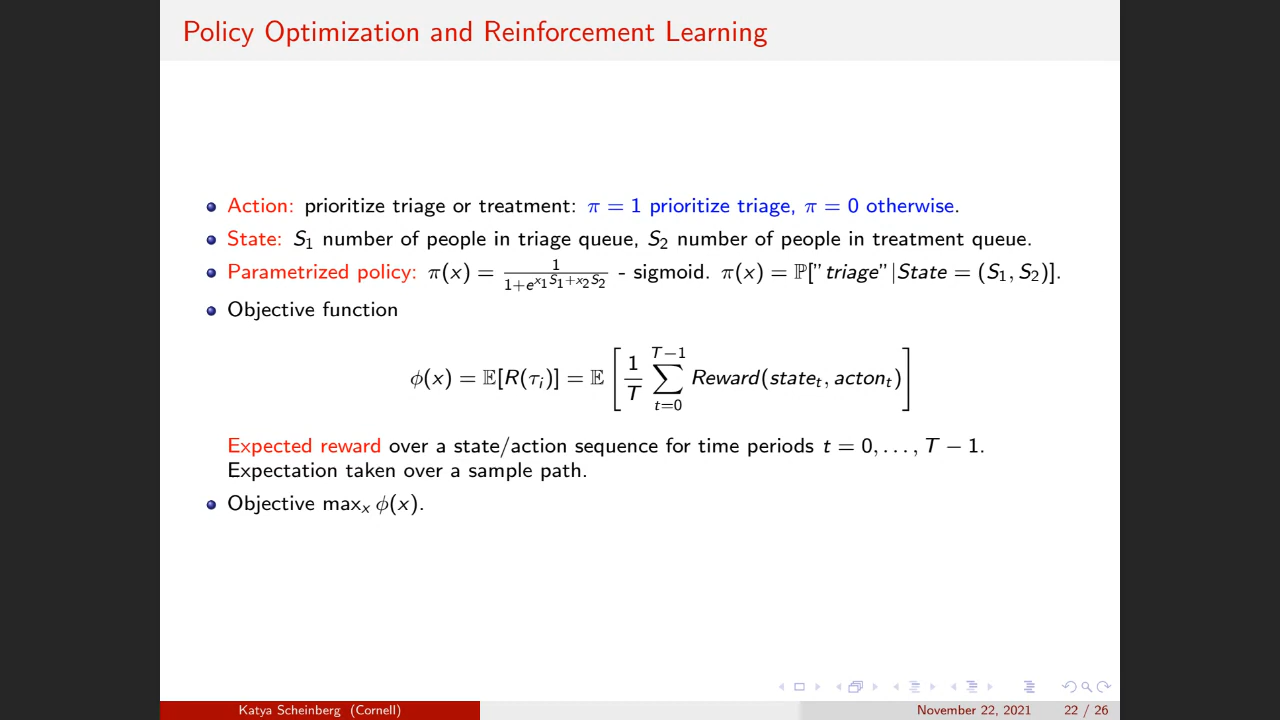 Policy Optimization and Reinforcement Learning
Action: prioritize triage or treatment: π = 1 prioritize triage, π = 0 otherwise.
State: S₁ number of people in triage queue, S₂ number of people in treatment queue.
Parametrized policy: π(x) = 1/(1+e^(x₁S₁+x₂S₂)) - sigmoid. π(x) = ℙ["triage"|State = (S₁, S₂)].
Objective function
ϕ(x) = 𝔼[R(τᵢ)] = 𝔼 [ 1/T ∑_{t=0}^{T−1} Reward(stateₜ, actonₜ) ]
Expected reward over a state/action sequence for time periods t = 0, . . . , T − 1.
Expectation taken over a sample path.
Objective maxₓ ϕ(x).
Katya Scheinberg (Cornell) November 22, 2021 22 / 26